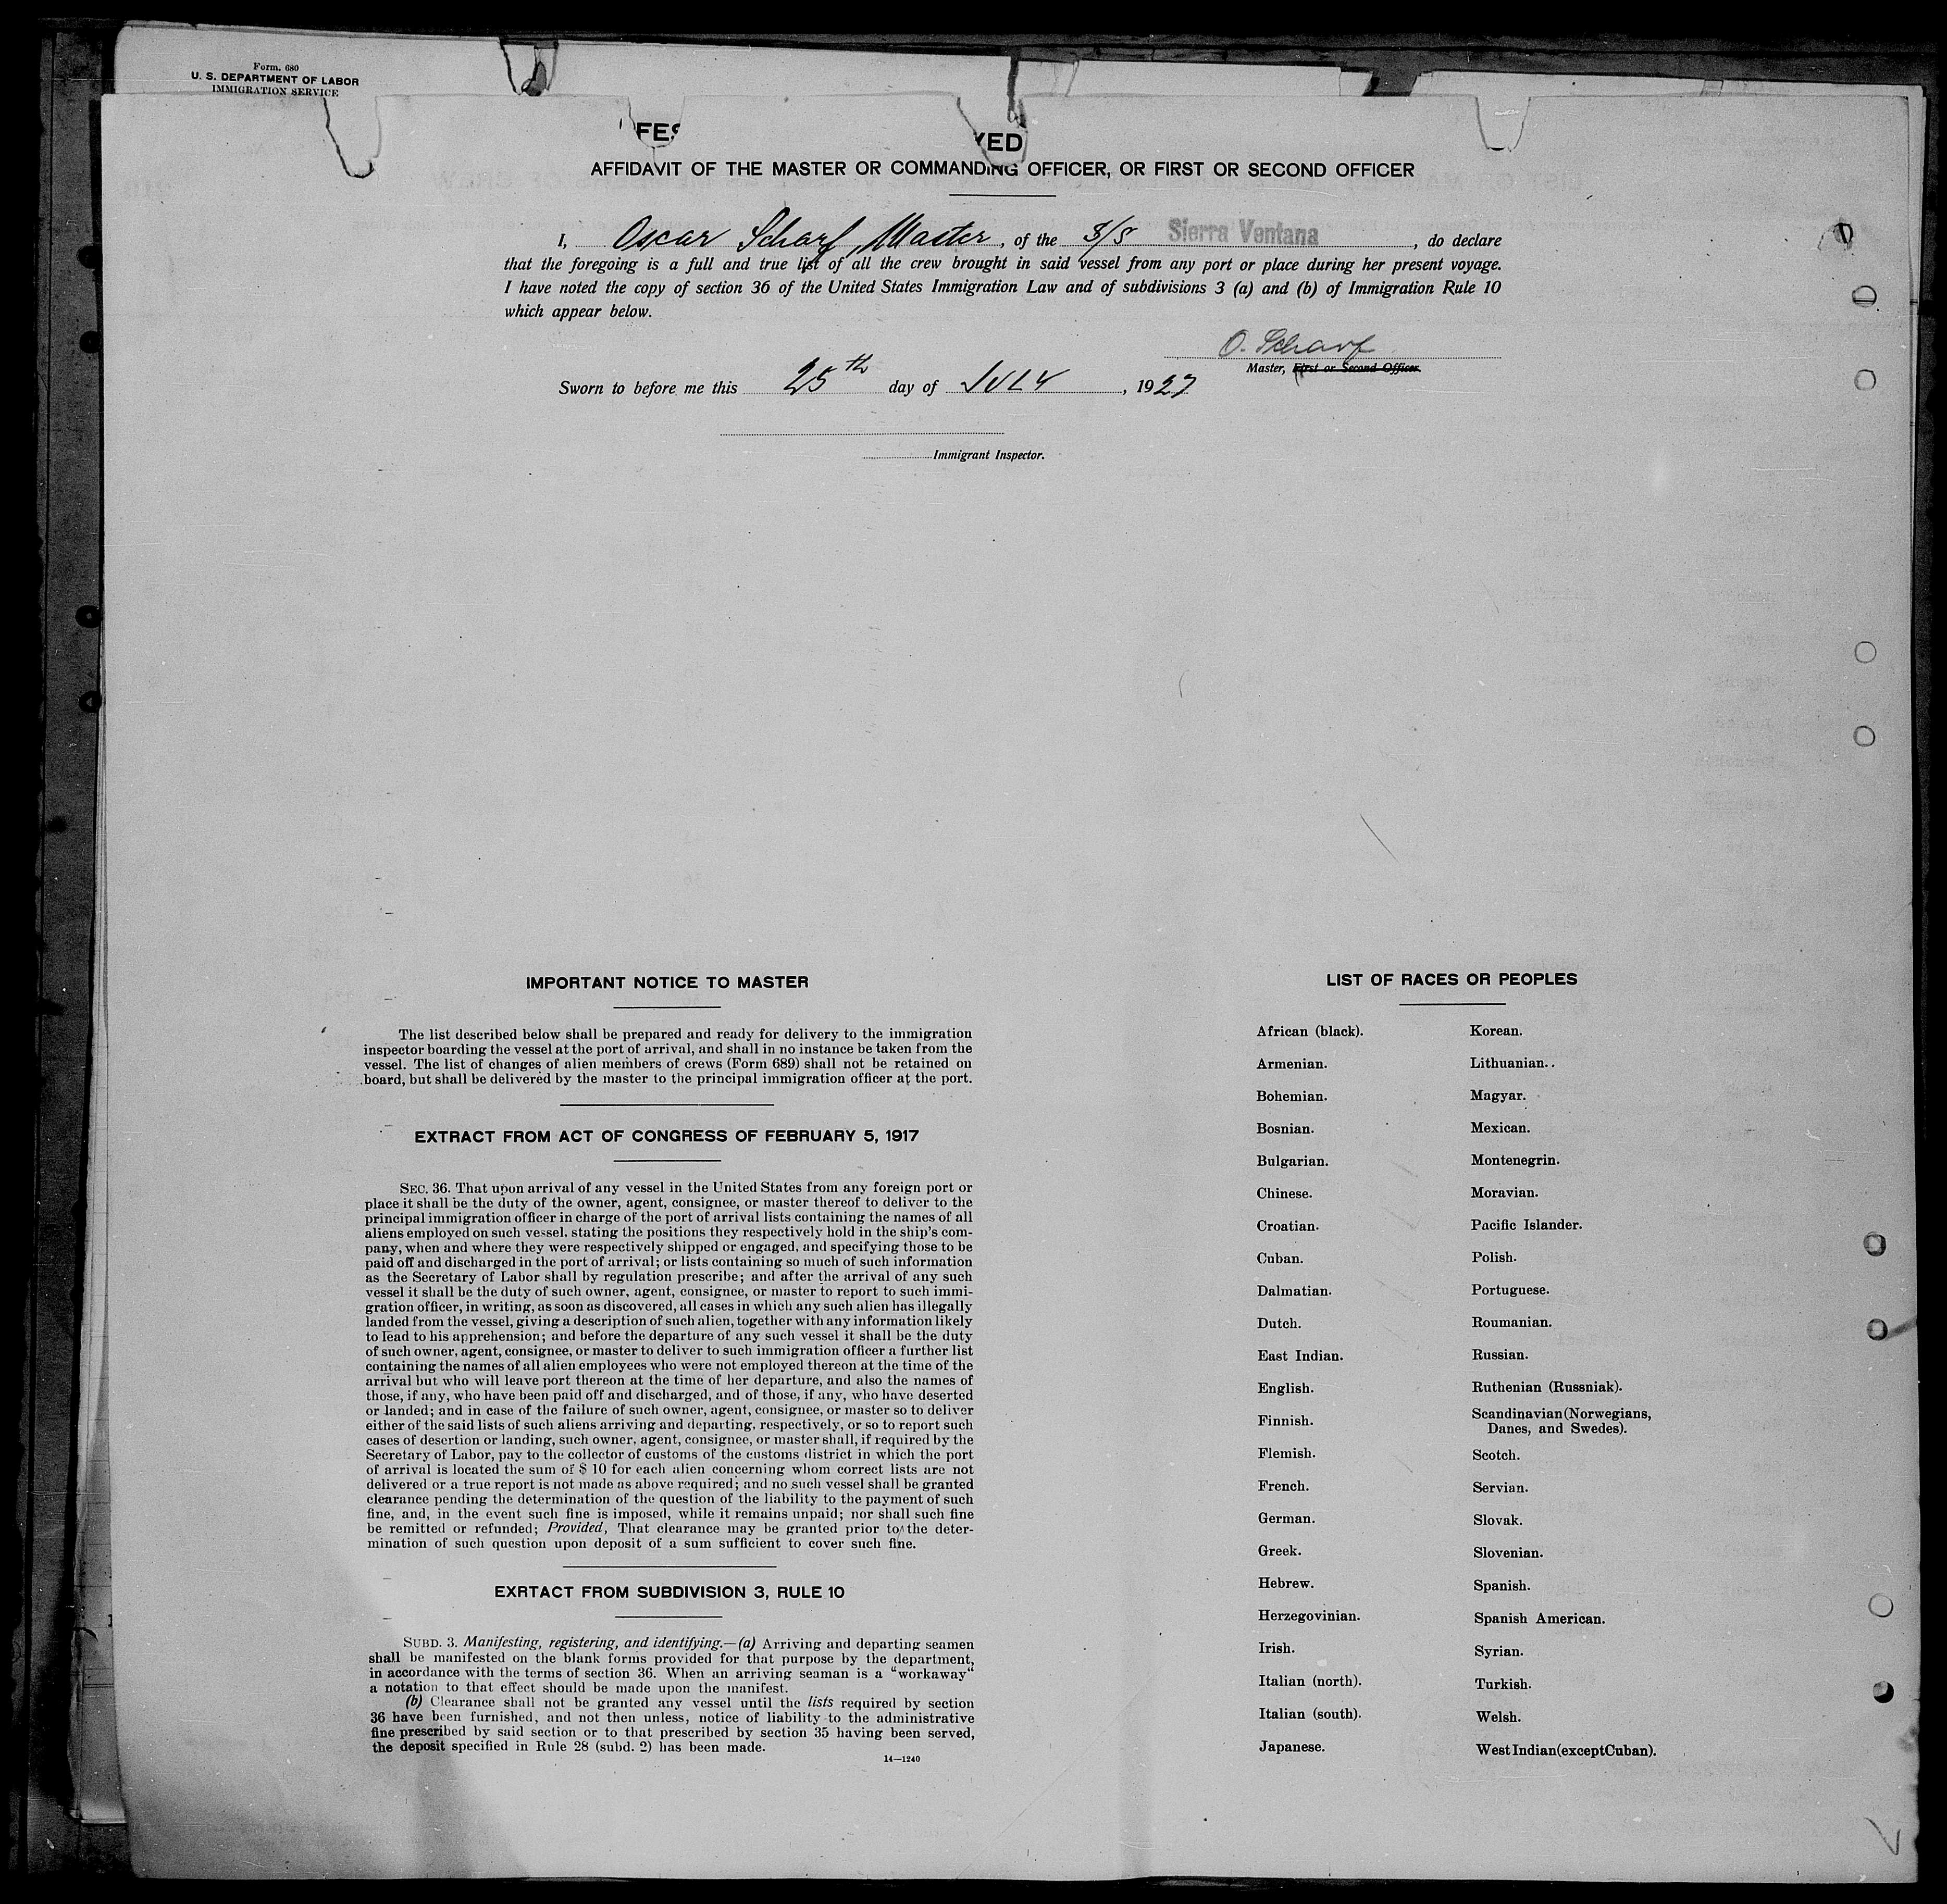 Form. 680
U. S. DEPARTMENT OF LABOR
IMMIGRATION SERVICE
FES
YED
AFFIDAVIT OF THE MASTER OR COMMANDING OFFICER, OR FIRST OR SECOND OFFICER
I, Oscar Scharf, Master, of the S/S Sierra Ventana, do declare
that the foregoing is a full and true list of all the crew brought in said vessel from any port or place during her present voyage.
I have noted the copy of section 36 of the United States Immigration Law and of subdivisions 3 (a) and (b) of Immigration Rule 10
which appear below.
O. Scharf
Master, First or Second Officer.
Sworn to before me this 25th day of JULY, 1927
Immigrant Inspector.
IMPORTANT NOTICE TO MASTER
The list described below shall be prepared and ready for delivery to the immigration
inspector boarding the vessel at the port of arrival, and shall in no instance be taken from the
vessel. The list of changes of alien members of crews (Form 689) shall not be retained on
board, but shall be delivered by the master to the principal immigration officer at the port.
EXTRACT FROM ACT OF CONGRESS OF FEBRUARY 5, 1917
SEC. 36. That upon arrival of any vessel in the United States from any foreign port or
place it shall be the duty of the owner, agent, consignee, or master thereof to deliver to the
principal immigration officer in charge of the port of arrival lists containing the names of all
aliens employed on such vessel, stating the positions they respectively hold in the ship's com-
pany, when and where they were respectively shipped or engaged, and specifying those to be
paid off and discharged in the port of arrival; or lists containing so much of such information
as the Secretary of Labor shall by regulation prescribe; and after the arrival of any such
vessel it shall be the duty of such owner, agent, consignee, or master to report to such immi-
gration officer, in writing, as soon as discovered, all cases in which any such alien has illegally
landed from the vessel, giving a description of such alien, together with any information likely
to lead to his apprehension; and before the departure of any such vessel it shall be the duty
of such owner, agent, consignee, or master to deliver to such immigration officer a further list
containing the names of all alien employees who were not employed thereon at the time of the
arrival but who will leave port thereon at the time of her departure, and also the names of
those, if any, who have been paid off and discharged, and of those, if any, who have deserted
or landed; and in case of the failure of such owner, agent, consignee, or master so to deliver
either of the said lists of such aliens arriving and departing, respectively, or so to report such
cases of desertion or landing, such owner, agent, consignee, or master shall, if required by the
Secretary of Labor, pay to the collector of customs of the customs district in which the port
of arrival is located the sum of $ 10 for each alien concerning whom correct lists are not
delivered or a true report is not made as above required; and no such vessel shall be granted
clearance pending the determination of the question of the liability to the payment of such
fine, and, in the event such fine is imposed, while it remains unpaid; nor shall such fine
be remitted or refunded; Provided, That clearance may be granted prior to the deter-
mination of such question upon deposit of a sum sufficient to cover such fine.
EXRTACT FROM SUBDIVISION 3, RULE 10
SUBD. 3. Manifesting, registering, and identifying.—(a) Arriving and departing seamen
shall be manifested on the blank forms provided for that purpose by the department,
in accordance with the terms of section 36. When an arriving seaman is a “workaway“
a notation to that effect should be made upon the manifest.
(b) Clearance shall not be granted any vessel until the lists required by section
36 have been furnished, and not then unless, notice of liability to the administrative
fine prescribed by said section or to that prescribed by section 35 having been served,
the deposit specified in Rule 28 (subd. 2) has been made.
14—1240
LIST OF RACES OR PEOPLES
African (black).
Armenian.
Bohemian.
Bosnian.
Bulgarian.
Chinese.
Croatian.
Cuban.
Dalmatian.
Dutch.
East Indian.
English.
Finnish.
Flemish.
French.
German.
Greek.
Hebrew.
Herzegovinian.
Irish.
Italian (north).
Italian (south).
Japanese.
Korean.
Lithuanian.
Magyar.
Mexican.
Montenegrin.
Moravian.
Pacific Islander.
Polish.
Portuguese.
Roumanian.
Russian.
Ruthenian (Russniak).
Scandinavian (Norwegians,
Danes, and Swedes).
Scotch.
Servian.
Slovak.
Slovenian.
Spanish.
Spanish American.
Syrian.
Turkish.
Welsh.
West Indian (except Cuban).